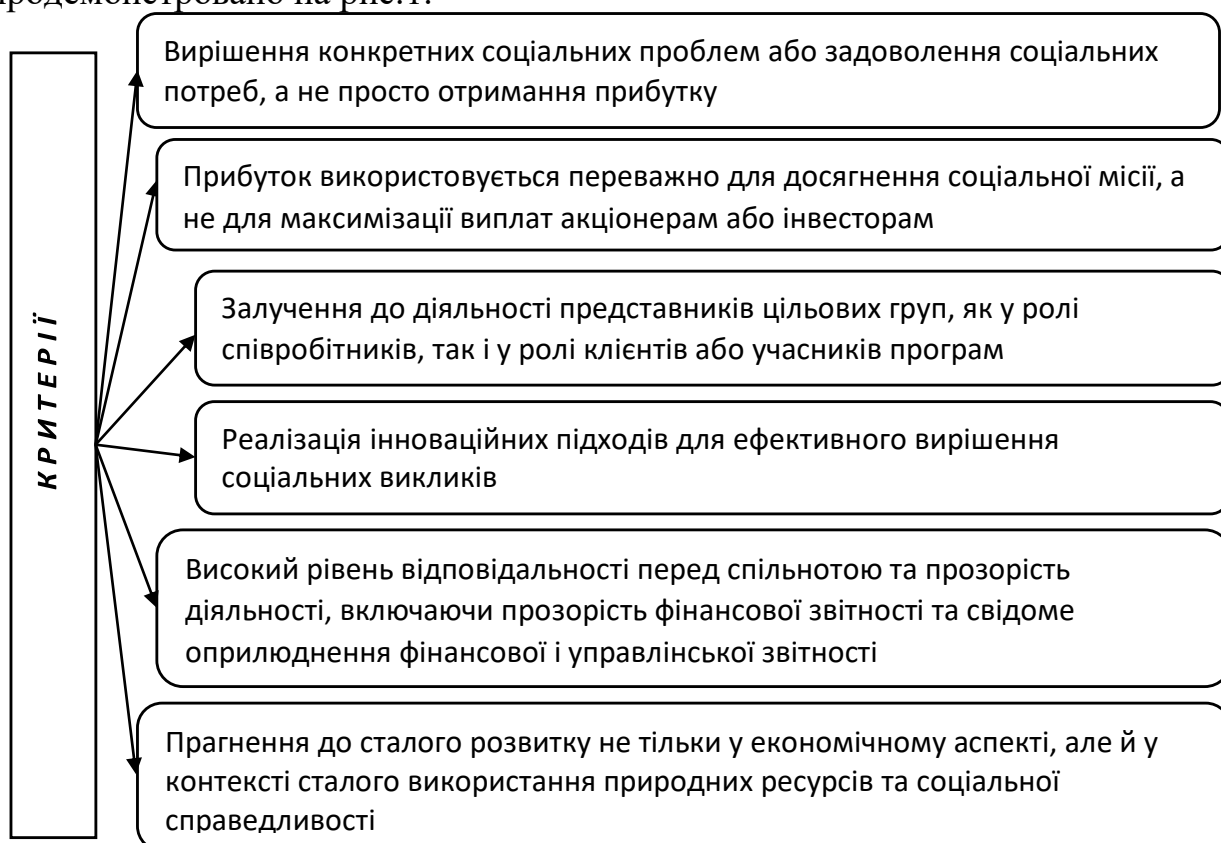 продемонстровано на рис.1.
КРИТЕРІЇ
Вирішення конкретних соціальних проблем або задоволення соціальних
потреб, а не просто отримання прибутку
Прибуток використовується переважно для досягнення соціальної місії, а
не для максимізації виплат акціонерам або інвесторам
Залучення до діяльності представників цільових груп, як у ролі
співробітників, так і у ролі клієнтів або учасників програм
Реалізація інноваційних підходів для ефективного вирішення
соціальних викликів
Високий рівень відповідальності перед спільнотою та прозорість
діяльності, включаючи прозорість фінансової звітності та свідоме
оприлюднення фінансової і управлінської звітності
Прагнення до сталого розвитку не тільки у економічному аспекті, але й у
контексті сталого використання природних ресурсів та соціальної
справедливості